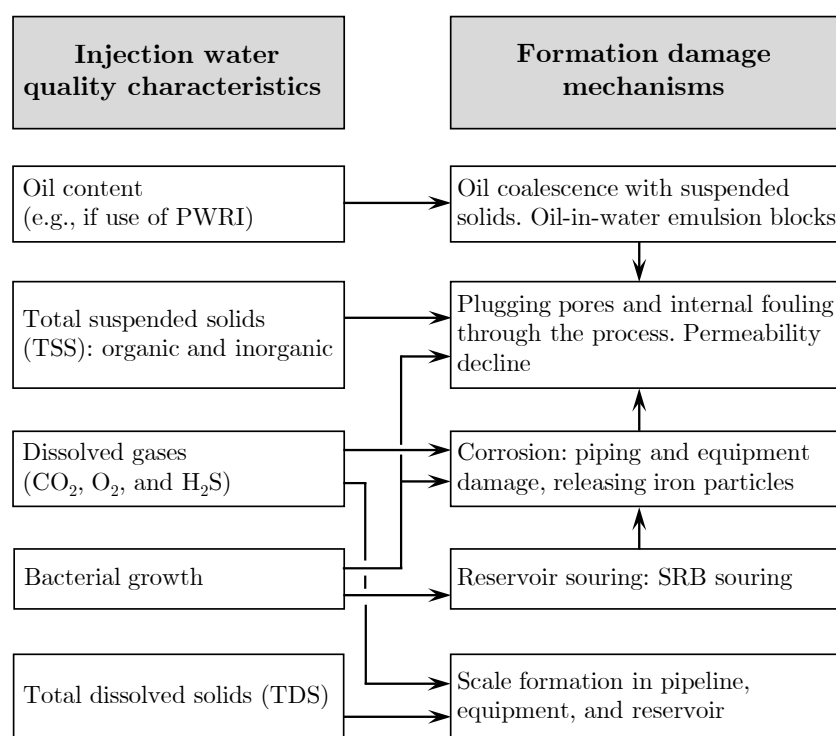 Injection water
quality characteristics
Formation damage
mechanisms
Oil content
(e.g., if use of PWRI)
Oil coalescence with suspended
solids. Oil-in-water emulsion blocks
Total suspended solids
(TSS): organic and inorganic
Plugging pores and internal fouling
through the process. Permeability
decline
Dissolved gases
(CO₂, O₂, and H₂S)
Corrosion: piping and equipment
damage, releasing iron particles
Bacterial growth
Reservoir souring: SRB souring
Total dissolved solids (TDS)
Scale formation in pipeline,
equipment, and reservoir